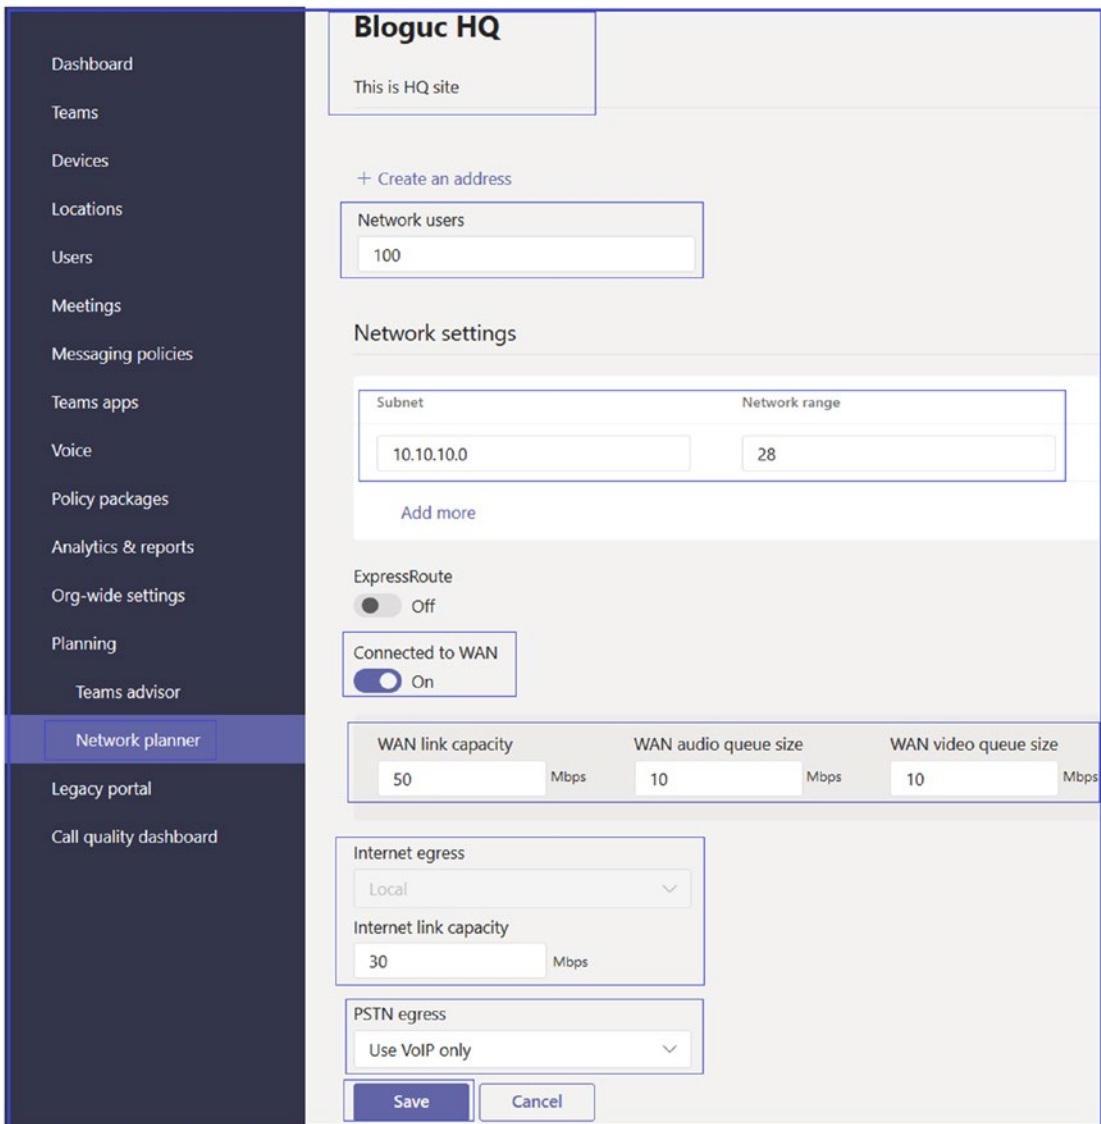 Dashboard
Teams
Devices
Locations
Users
Meetings
Messaging policies
Teams apps
Voice
Policy packages
Analytics & reports
Org-wide settings
Planning
Teams advisor
Network planner
Legacy portal
Call quality dashboard
Bloguc HQ
This is HQ site
+ Create an address
Network users
100
Network settings
Subnet Network range
10.10.10.0 28
Add more
ExpressRoute
Off
Connected to WAN
On
WAN link capacity WAN audio queue size WAN video queue size
50 Mbps 10 Mbps 10 Mbps
Internet egress
Local
Internet link capacity
30 Mbps
PSTN egress
Use VoIP only
Save Cancel